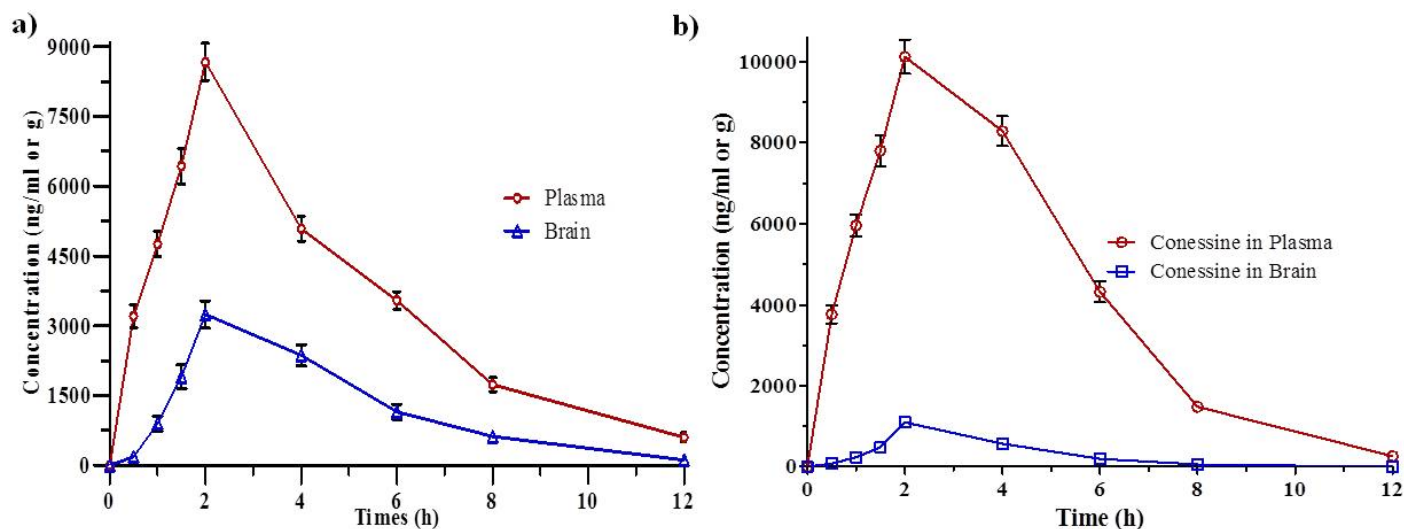 a)
Concentration (ng/ml or g)
9000
7500
6000
4500
3000
1500
0
Plasma
Brain
0 2 4 6 8 10 12
Times (h)
b)
Concentration (ng/ml or g)
10000
8000
6000
4000
2000
0
Conessine in Plasma
Conessine in Brain
0 2 4 6 8 10 12
Time (h)